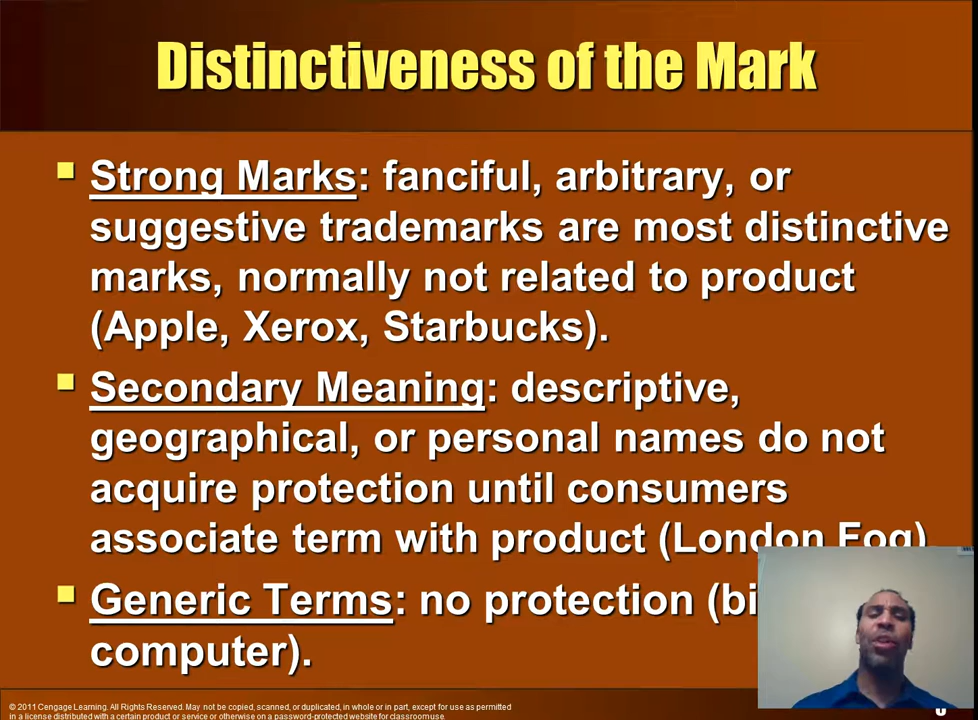 Distinctiveness of the Mark
Strong Marks: fanciful, arbitrary, or
suggestive trademarks are most distinctive
marks, normally not related to product
(Apple, Xerox, Starbucks).
Secondary Meaning: descriptive,
geographical, or personal names do not
acquire protection until consumers
associate term with product (London Fog)
Generic Terms: no protection (
computer).
© 2011 Cengage Learning. All Rights Reserved. May not be copied, scanned, or duplicated, in whole or in part, except for use as permitted
in a license distributed with a certain product or service or otherwise on a password-protected website for classroom use.